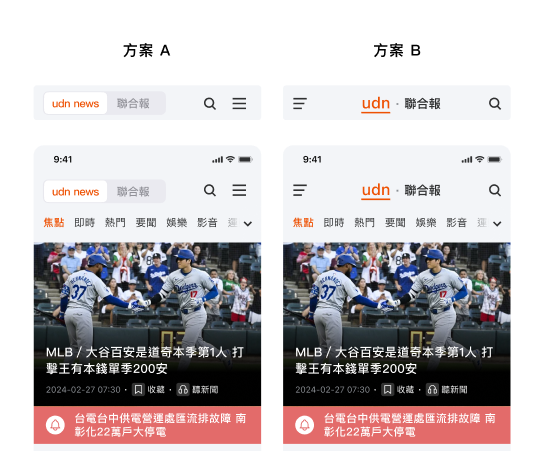 方案 A
方案 B
udn news 聯合報
udn · 聯合報
9:41
udn news 聯合報
焦點 即時 熱門 要聞 娛樂 影音 運
MLB / 大谷百安是道奇本季第1人 打
擊王有本錢單季200安
2024-02-27 07:30 · 收藏 · 聽新聞
台電台中供電營運處匯流排故障 南
彰化22萬戶大停電
9:41
udn · 聯合報
焦點 即時 熱門 要聞 娛樂 影音 運
MLB / 大谷百安是道奇本季第1人 打
擊王有本錢單季200安
2024-02-27 07:30 · 收藏 · 聽新聞
台電台中供電營運處匯流排故障 南
彰化22萬戶大停電